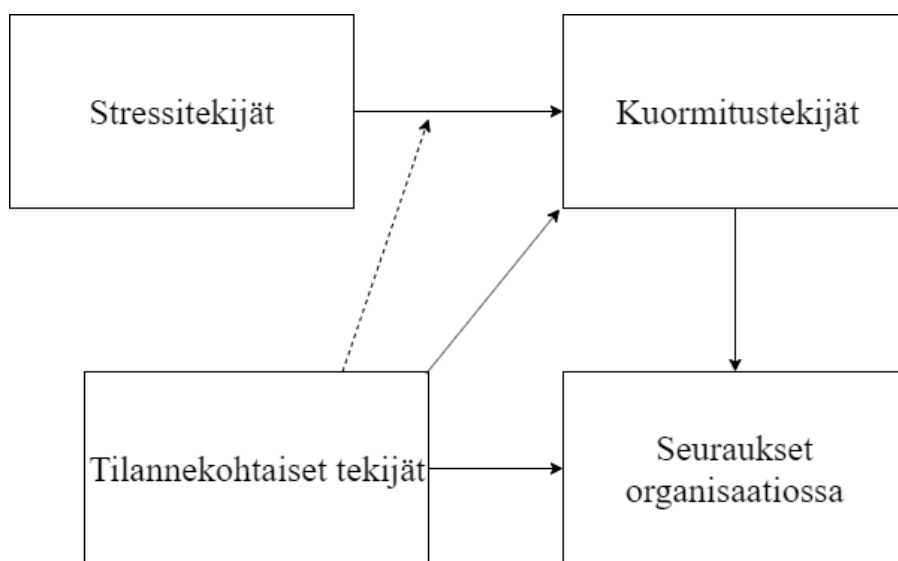 Stressitekijät
Kuormitustekijät
Tilannekohtaiset tekijät
Seuraukset
organisaatiossa